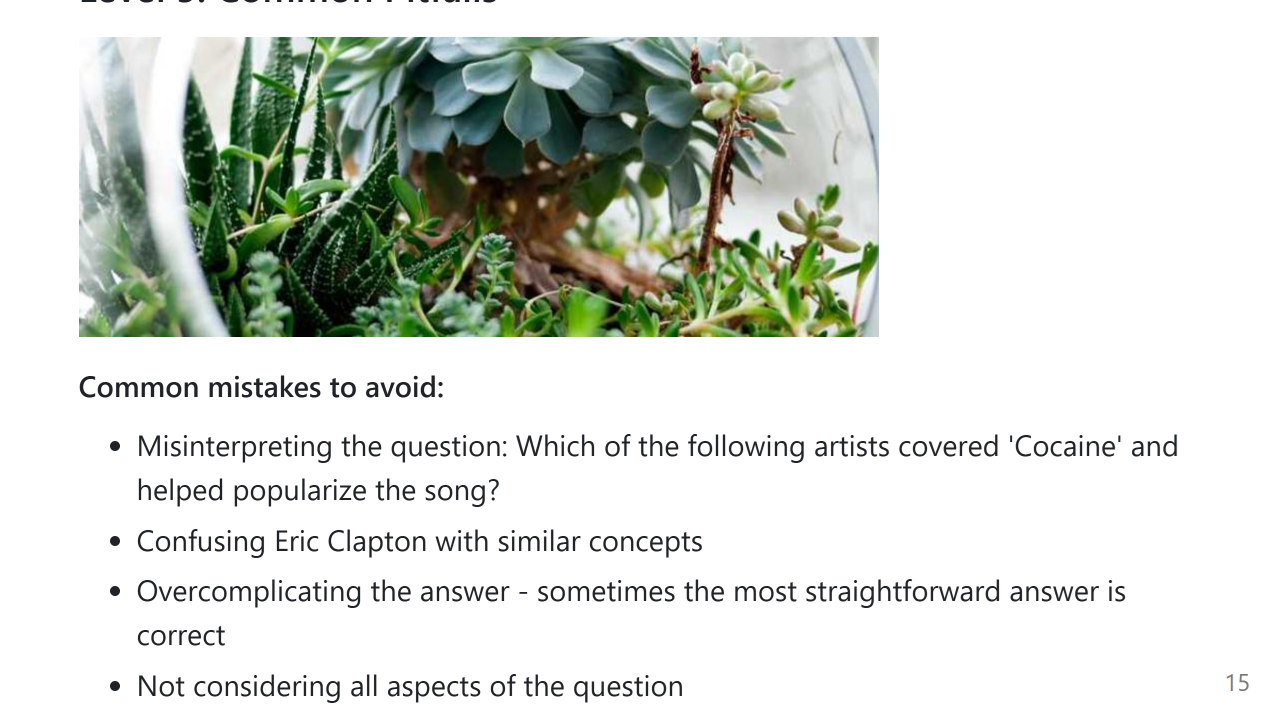 Common Pitfalls
Common mistakes to avoid:
• Misinterpreting the question: Which of the following artists covered 'Cocaine' and
helped popularize the song?
• Confusing Eric Clapton with similar concepts
• Overcomplicating the answer - sometimes the most straightforward answer is
correct
• Not considering all aspects of the question
15